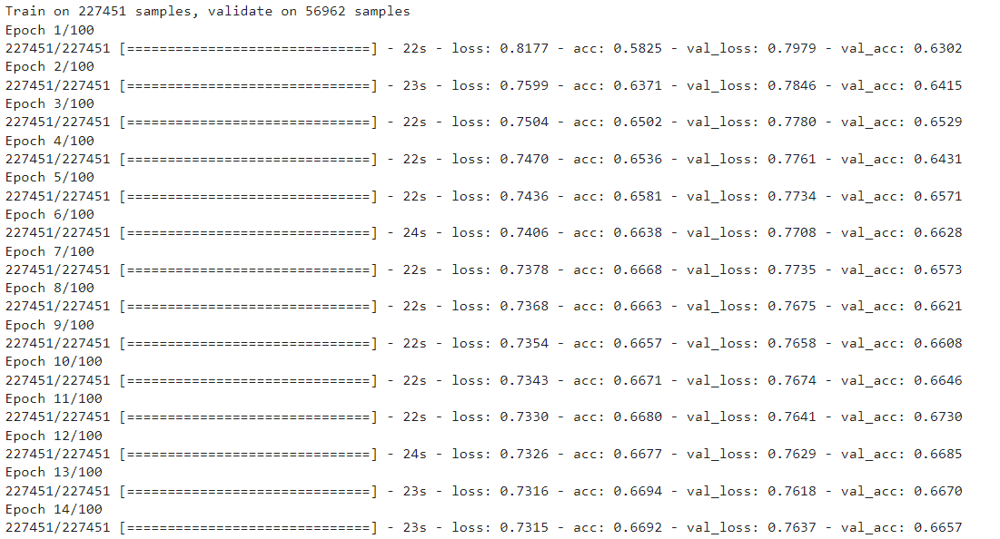 Train on 227451 samples, validate on 56962 samples
Epoch 1/100
227451/227451 [==============================] - 22s - loss: 0.8177 - acc: 0.5825 - val_loss: 0.7979 - val_acc: 0.6302
Epoch 2/100
227451/227451 [==============================] - 23s - loss: 0.7599 - acc: 0.6371 - val_loss: 0.7846 - val_acc: 0.6415
Epoch 3/100
227451/227451 [==============================] - 22s - loss: 0.7504 - acc: 0.6502 - val_loss: 0.7780 - val_acc: 0.6529
Epoch 4/100
227451/227451 [==============================] - 22s - loss: 0.7470 - acc: 0.6536 - val_loss: 0.7761 - val_acc: 0.6431
Epoch 5/100
227451/227451 [==============================] - 22s - loss: 0.7436 - acc: 0.6581 - val_loss: 0.7734 - val_acc: 0.6571
Epoch 6/100
227451/227451 [==============================] - 24s - loss: 0.7406 - acc: 0.6638 - val_loss: 0.7708 - val_acc: 0.6628
Epoch 7/100
227451/227451 [==============================] - 22s - loss: 0.7378 - acc: 0.6668 - val_loss: 0.7735 - val_acc: 0.6573
Epoch 8/100
227451/227451 [==============================] - 22s - loss: 0.7368 - acc: 0.6663 - val_loss: 0.7675 - val_acc: 0.6621
Epoch 9/100
227451/227451 [==============================] - 22s - loss: 0.7354 - acc: 0.6657 - val_loss: 0.7658 - val_acc: 0.6608
Epoch 10/100
227451/227451 [==============================] - 22s - loss: 0.7343 - acc: 0.6671 - val_loss: 0.7674 - val_acc: 0.6646
Epoch 11/100
227451/227451 [==============================] - 22s - loss: 0.7330 - acc: 0.6680 - val_loss: 0.7641 - val_acc: 0.6730
Epoch 12/100
227451/227451 [==============================] - 24s - loss: 0.7326 - acc: 0.6677 - val_loss: 0.7629 - val_acc: 0.6685
Epoch 13/100
227451/227451 [==============================] - 23s - loss: 0.7316 - acc: 0.6694 - val_loss: 0.7618 - val_acc: 0.6670
Epoch 14/100
227451/227451 [==============================] - 23s - loss: 0.7315 - acc: 0.6692 - val_loss: 0.7637 - val_acc: 0.6657